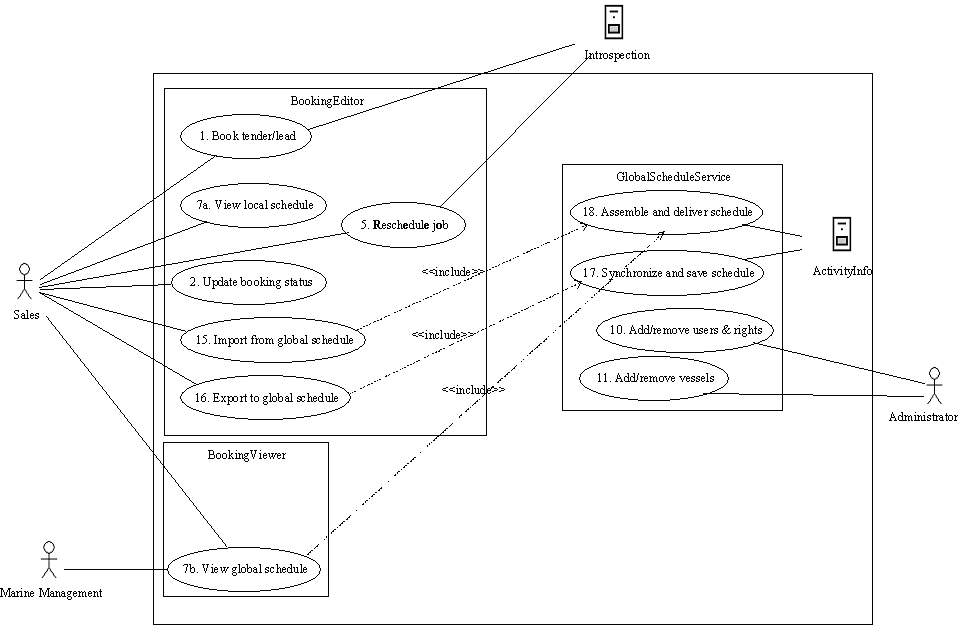 Introspection
BookingEditor
1. Book tender/lead
7a. View local schedule
5. Reschedule job
2. Update booking status
15. Import from global schedule
16. Export to global schedule
<<include>>
<<include>>
<<include>>
GlobalScheduleService
18. Assemble and deliver schedule
17. Synchronize and save schedule
10. Add/remove users & rights
11. Add/remove vessels
ActivityInfo
Sales
Administrator
BookingViewer
7b. View global schedule
Marine Management